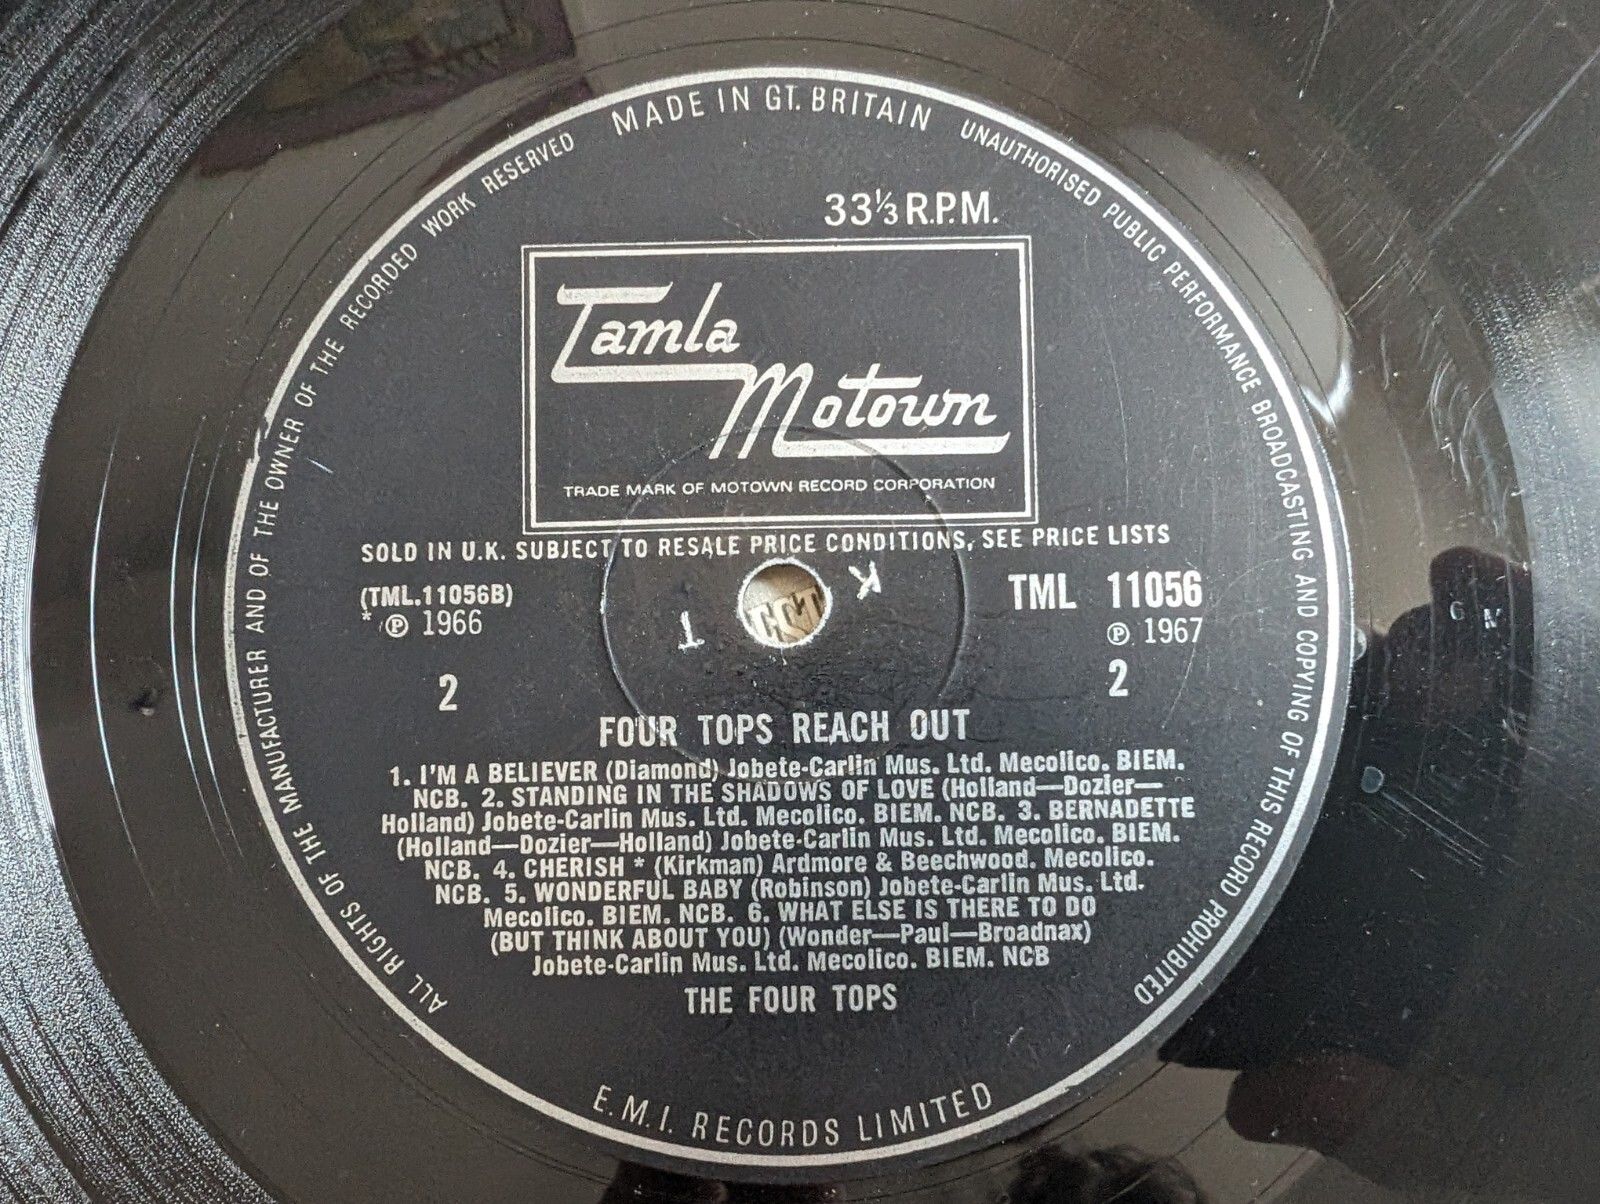 MADE IN GT. BRITAIN
UNAUTHORISED PUBLIC PERFORMANCE BROADCASTING AND COPYING OF THIS RECORD PROHIBITED
ALL RIGHTS OF THE MANUFACTURER AND OF THE OWNER OF THE RECORDED WORK RESERVED
33⅓ R.P.M.
Tamla
Motown
TRADE MARK OF MOTOWN RECORD CORPORATION
SOLD IN U.K. SUBJECT TO RESALE PRICE CONDITIONS, SEE PRICE LISTS
(TML.11056B) TML 11056
* ℗ 1966 ℗ 1967
T K
2 2
FOUR TOPS REACH OUT
1. I'M A BELIEVER (Diamond) Jobete-Carlin Mus. Ltd. Mecolico. BIEM.
NCB. 2. STANDING IN THE SHADOWS OF LOVE (Holland—Dozier—
Holland) Jobete-Carlin Mus. Ltd. Mecolico. BIEM. NCB. 3. BERNADETTE
(Holland—Dozier—Holland) Jobete-Carlin Mus. Ltd. Mecolico. BIEM.
NCB. 4. CHERISH * (Kirkman) Ardmore & Beechwood. Mecolico.
NCB. 5. WONDERFUL BABY (Robinson) Jobete-Carlin Mus. Ltd.
Mecolico. BIEM. NCB. 6. WHAT ELSE IS THERE TO DO
(BUT THINK ABOUT YOU) (Wonder—Paul—Broadnax)
Jobete-Carlin Mus. Ltd. Mecolico. BIEM. NCB
THE FOUR TOPS
E.M.I. RECORDS LIMITED